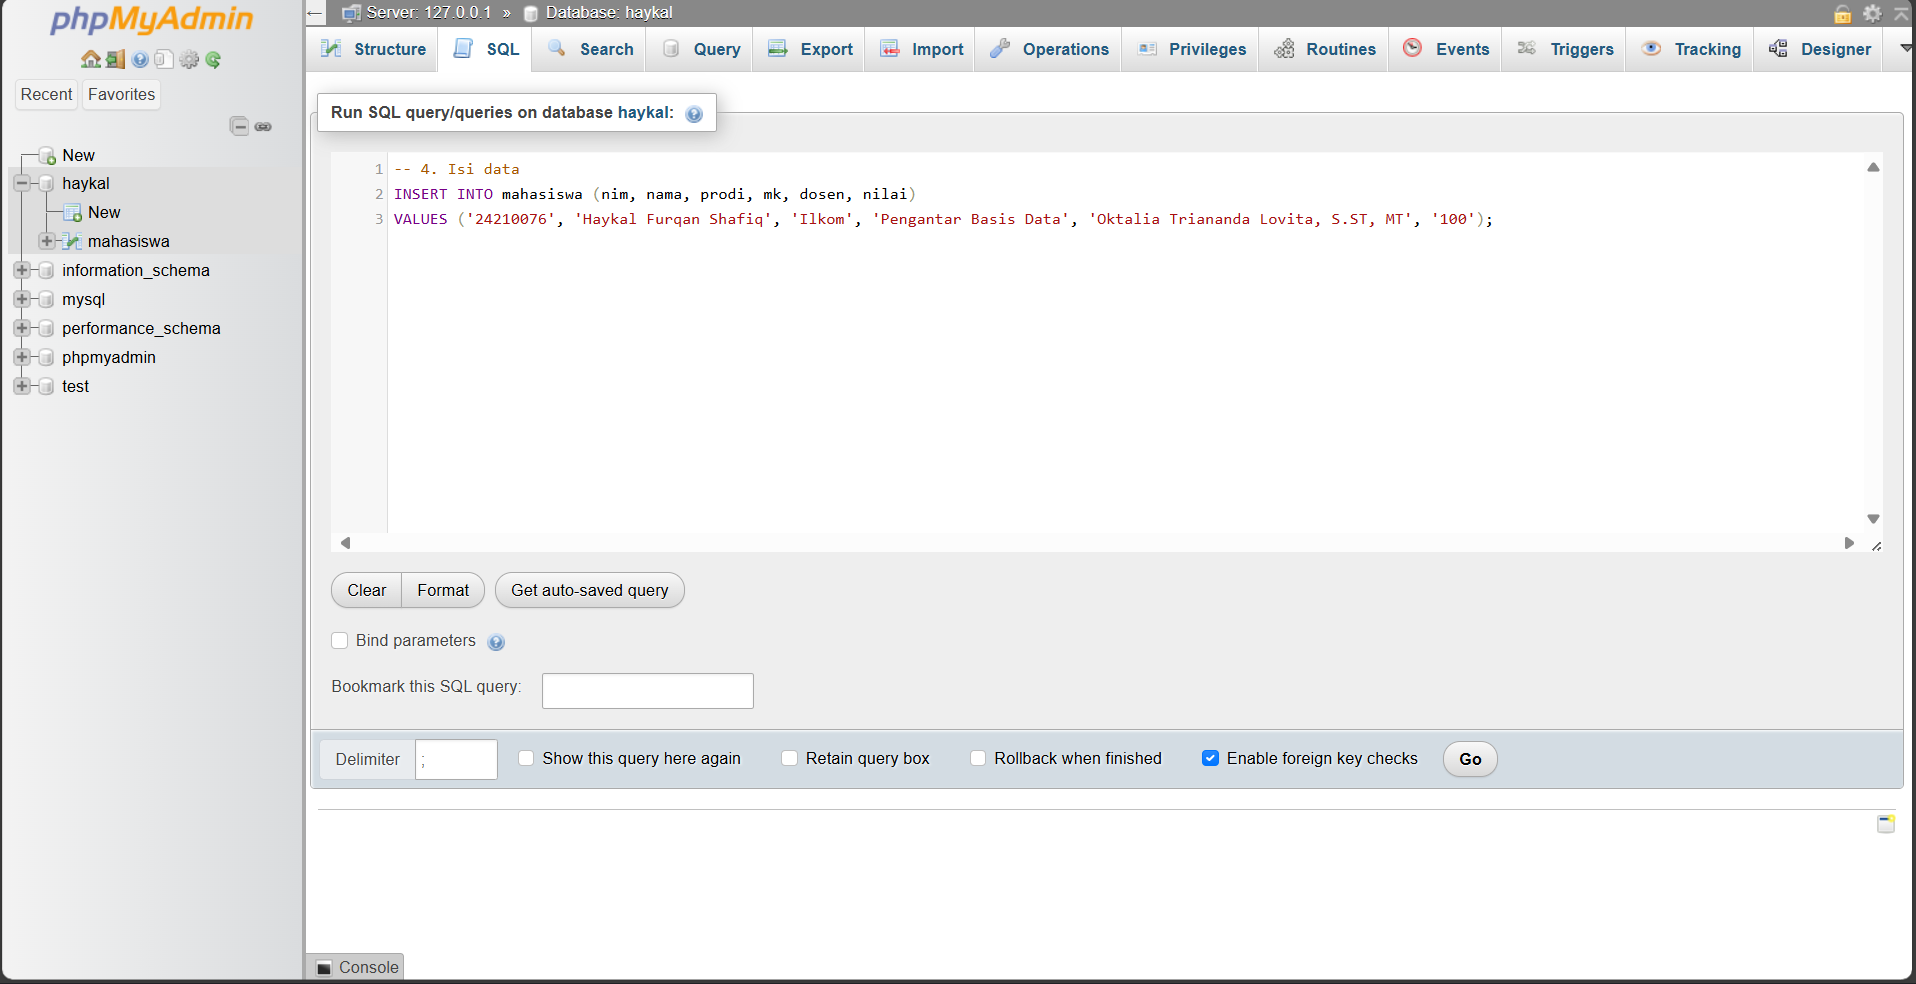 phpMyAdmin
Recent Favorites
New
haykal
New
mahasiswa
information_schema
mysql
performance_schema
phpmyadmin
test
Server: 127.0.0.1 » Database: haykal
Structure SQL Search Query Export Import Operations Privileges Routines Events Triggers Tracking Designer
Run SQL query/queries on database haykal:
1 -- 4. Isi data
2 INSERT INTO mahasiswa (nim, nama, prodi, mk, dosen, nilai)
3 VALUES ('24210076', 'Haykal Furqan Shafiq', 'Ilkom', 'Pengantar Basis Data', 'Oktalia Triananda Lovita, S.ST, MT', '100');
Clear Format Get auto-saved query
Bind parameters
Bookmark this SQL query:
Delimiter ; Show this query here again Retain query box Rollback when finished Enable foreign key checks Go
Console